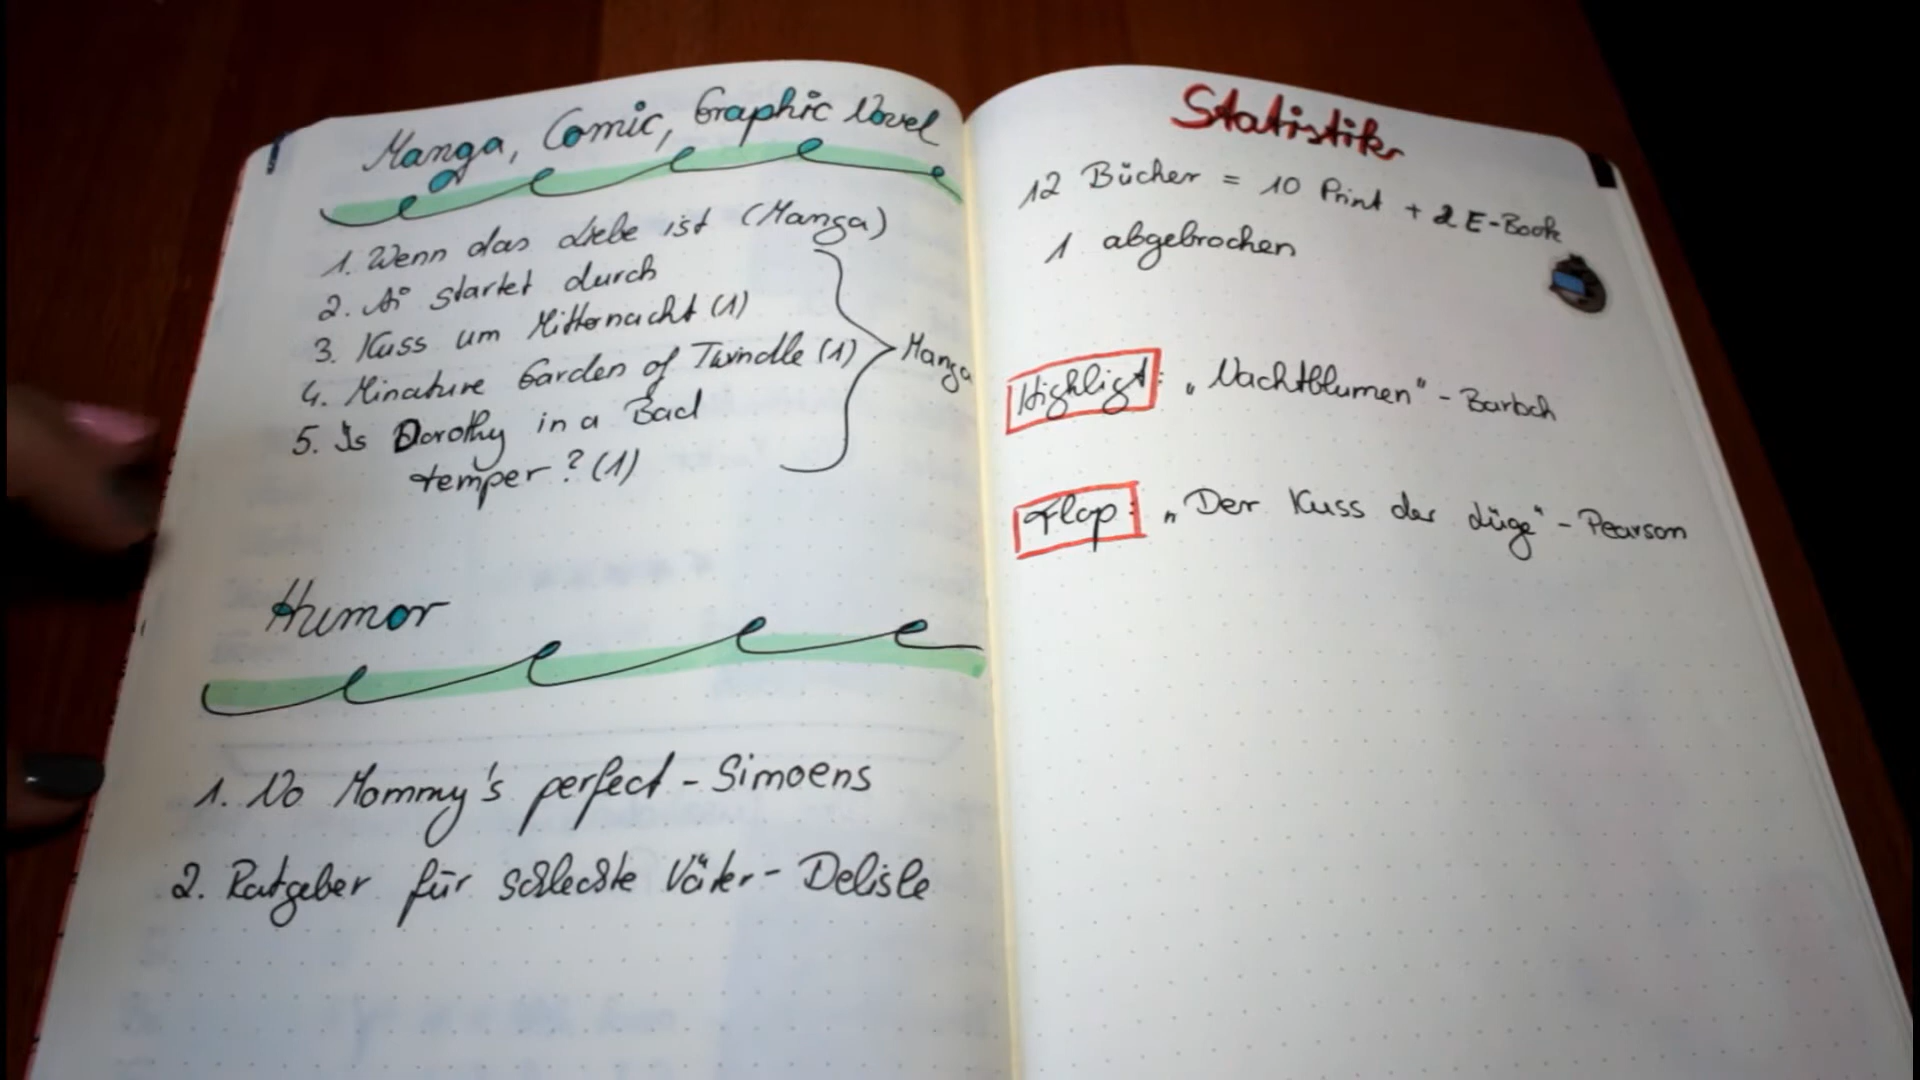 Manga, Comic, Graphic Novel
1. Wenn das Liebe ist (Manga)
2. Ai startet durch
3. Kuss um Mitternacht (1)
4. Minature Garden of Twindle (1)
5. Is Dorothy in a Bad
temper? (1)
Manga
Humor
1. No Mommy's perfect - Simoens
2. Ratgeber für schlechte Väter - Delisle
Statistik
12 Bücher = 10 Print + 2 E-Book
1 abgebrochen
Highligt: „Nachtblumen" - Bartsch
Flop: „Der Kuss der Lüge" - Pearson